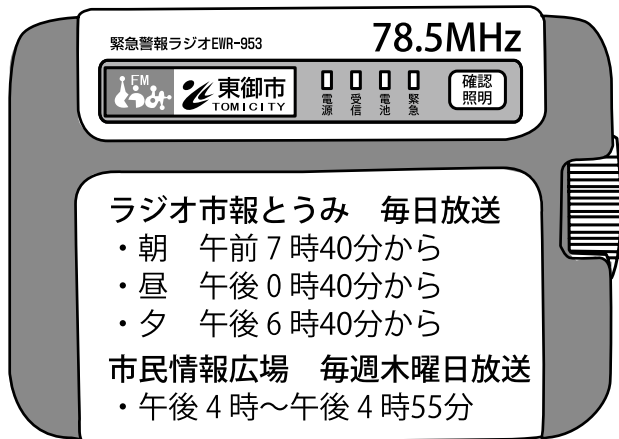 緊急警報ラジオEWR-953
78.5MHz
FM
とうみ
東御市
TOMICITY
電源
受信
電池
緊急
確認
照明
ラジオ市報とうみ　毎日放送
・朝　午前７時40分から
・昼　午後０時40分から
・夕　午後６時40分から
市民情報広場　毎週木曜日放送
・午後４時～午後４時55分